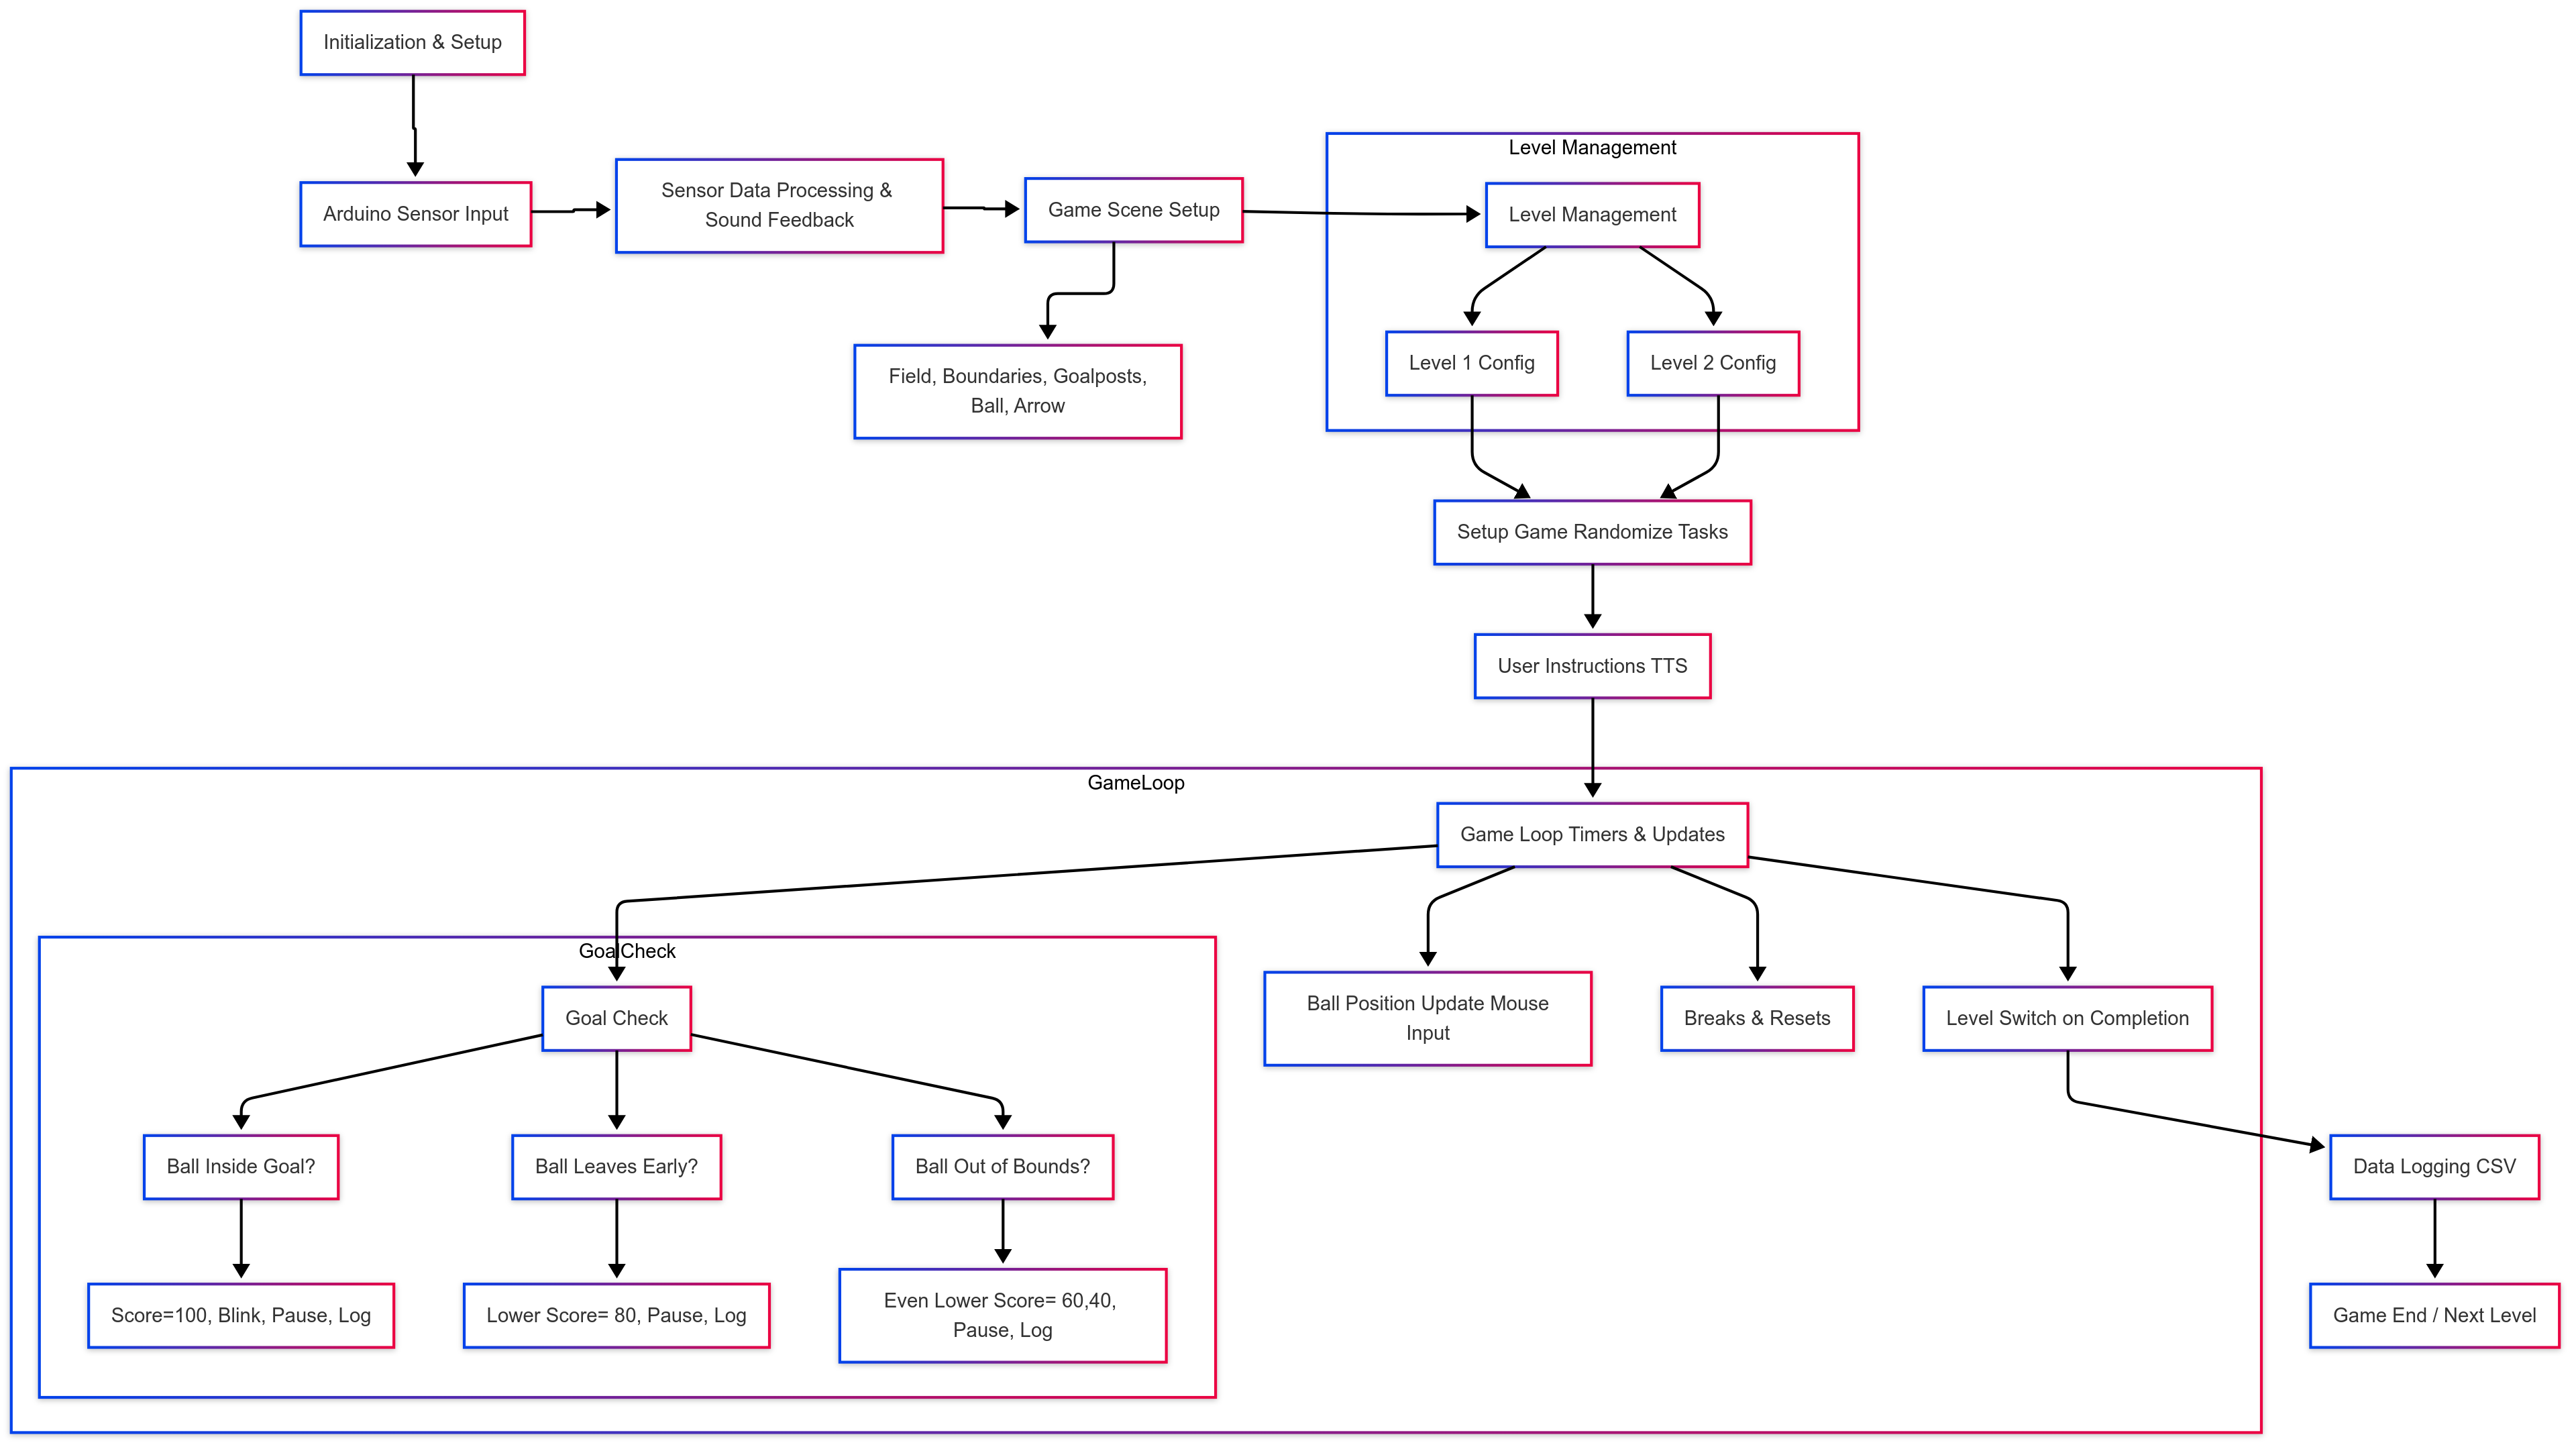 Initialization & Setup
Level Management
Arduino Sensor Input
Sensor Data Processing &
Sound Feedback
Game Scene Setup
Level Management
Field, Boundaries, Goalposts,
Ball, Arrow
Level 1 Config
Level 2 Config
Setup Game Randomize Tasks
User Instructions TTS
GameLoop
Game Loop Timers & Updates
GoalCheck
Goal Check
Ball Position Update Mouse
Input
Breaks & Resets
Level Switch on Completion
Ball Inside Goal?
Ball Leaves Early?
Ball Out of Bounds?
Data Logging CSV
Score=100, Blink, Pause, Log
Lower Score= 80, Pause, Log
Even Lower Score= 60,40,
Pause, Log
Game End / Next Level